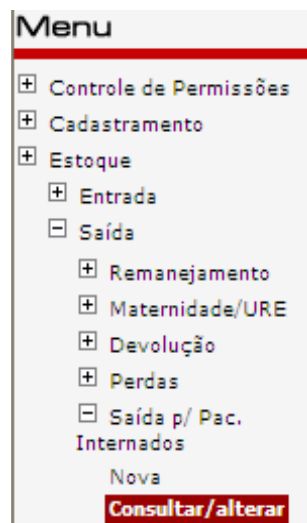 Menu
Controle de Permissões
Cadastramento
Estoque
Entrada
Saída
Remanejamento
Maternidade/URE
Devolução
Perdas
Saída p/ Pac.
Internados
Nova
Consultar/alterar